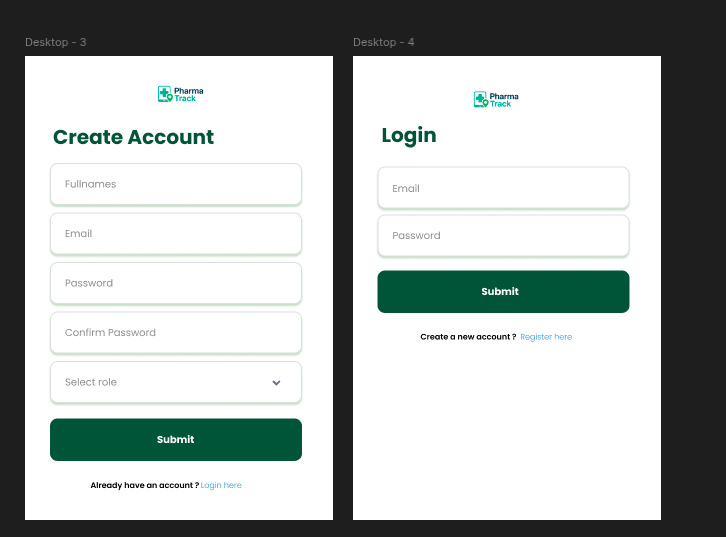 Desktop - 3
Pharma
Track
Create Account
Fullnames
Email
Password
Confirm Password
Select role
Submit
Already have an account ? Login here
Desktop - 4
Pharma
Track
Login
Email
Password
Submit
Create a new account ? Register here